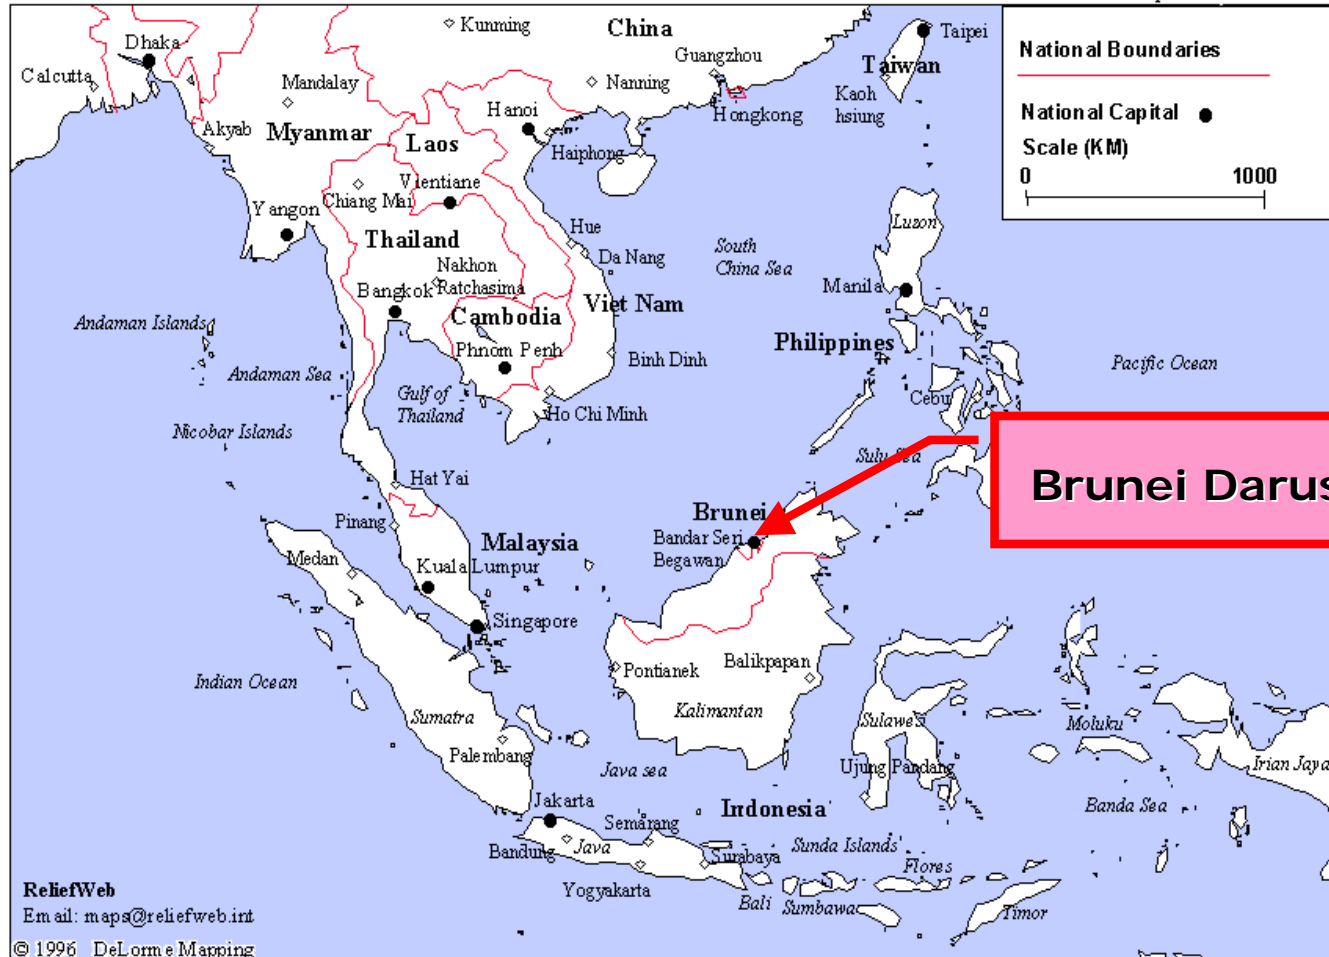 China
Kunming
Taipei
Dhaka
Guangzhou
Taiwan
Calcutta
Mandalay
Nanning
Kaoh
hsiung
Hanoi
Hongkong
Akyab
Myanmar
Laos
Haiphong
National Boundaries
National Capital
Scale (KM)
0 1000
Vientiane
Chiang Mai
Yangon
Luzon
Hue
Thailand
South
China Sea
Da Nang
Nakhon
Ratchasima
Bangkok
Manila
Viet Nam
Andaman Islands
Cambodia
Philippines
Phnom Penh
Binh Dinh
Pacific Ocean
Andaman Sea
Gulf of
Thailand
Cebu
Ho Chi Minh
Nicobar Islands
Sulu Sea
Hat Yai
Brunei Darus
Brunei
Pinang
Bandar Seri
Begawan
Malaysia
Medan
Kuala Lumpur
Singapore
Pontianek
Balikpapan
Indian Ocean
Kalimantan
Sumatra
Sulawesi
Moluku
Palembang
Java sea
Ujung Pandang
Irian Jaya
Jakarta
Indonesia
Banda Sea
Semarang
Bandung
Java
Sunda Islands
Surabaya
Flores
Yogyakarta
Bali
Sumbawa
Timor
ReliefWeb
Email: maps@reliefweb.int
© 1996 DeLorme Mapping